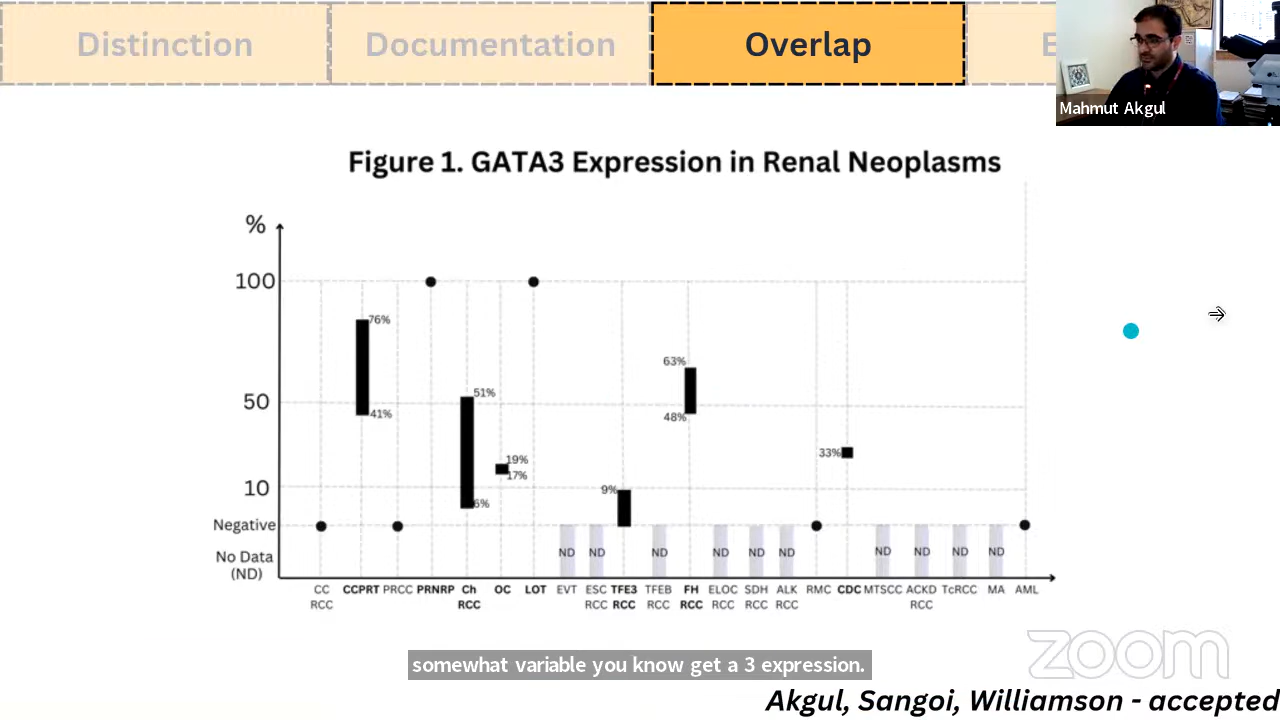 Distinction
Documentation
Overlap
E
Mahmut Akgul
Figure 1. GATA3 Expression in Renal Neoplasms
%
100
76%
63%
51%
50
48%
41%
33%
19%
17%
10
9%
6%
Negative
No Data
(ND)
ND ND ND ND ND ND ND ND ND ND
CC RCC
CCPRT
PRCC
PRNRP
Ch RCC
OC
LOT
EVT
ESC RCC
TFE3 RCC
TFEB RCC
FH RCC
ELOC RCC
SDH RCC
ALK RCC
RMC
CDC
MTSCC
ACKD RCC
TcRCC
MA
AML
somewhat variable you know get a 3 expression.
zoom
Akgul, Sangoi, Williamson - accepted